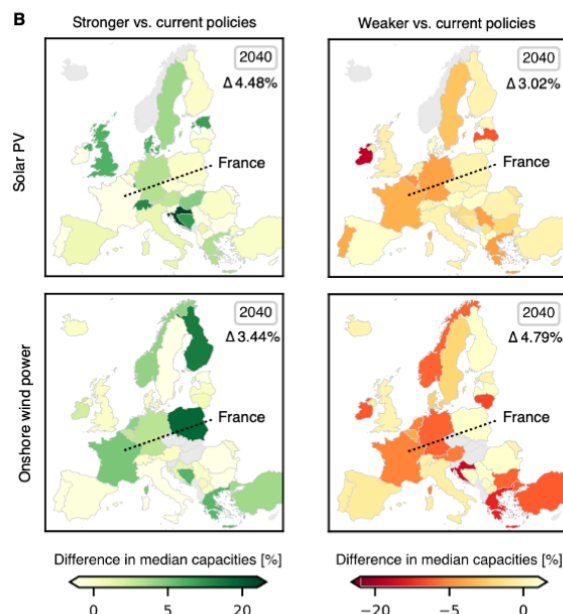 B
Stronger vs. current policies
Weaker vs. current policies
Solar PV
2040
Δ 4.48%
France
2040
Δ 3.02%
France
Onshore wind power
2040
Δ 3.44%
France
2040
Δ 4.79%
France
Difference in median capacities [%]
0 5 20
Difference in median capacities [%]
−20 −5 0